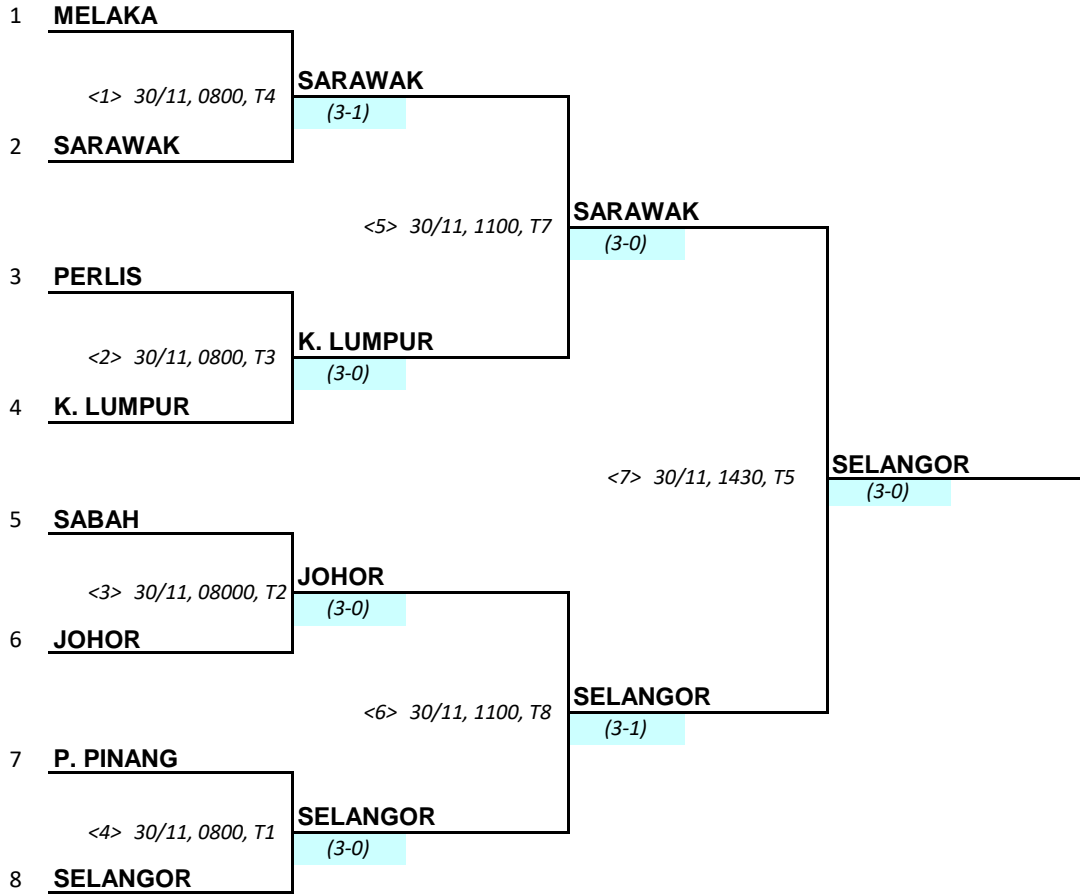 1 MELAKA
SARAWAK
<1> 30/11, 0800, T4
(3-1)
2 SARAWAK
SARAWAK
<5> 30/11, 1100, T7
(3-0)
3 PERLIS
K. LUMPUR
<2> 30/11, 0800, T3
(3-0)
4 K. LUMPUR
SELANGOR
<7> 30/11, 1430, T5
(3-0)
5 SABAH
JOHOR
<3> 30/11, 08000, T2
(3-0)
6 JOHOR
SELANGOR
<6> 30/11, 1100, T8
(3-1)
7 P. PINANG
SELANGOR
<4> 30/11, 0800, T1
(3-0)
8 SELANGOR